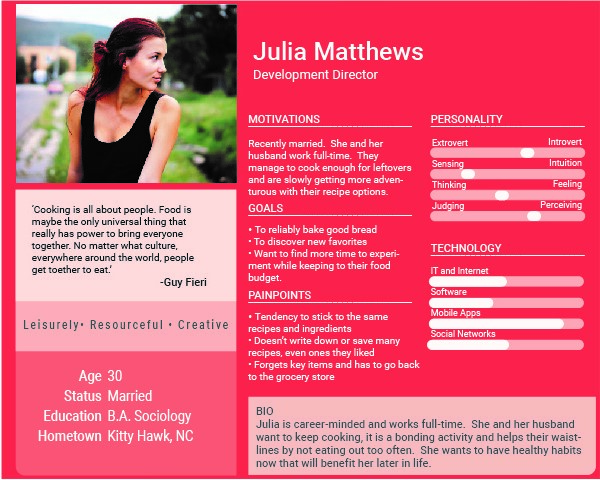 Julia Matthews
Development Director
'Cooking is all about people. Food is
maybe the only universal thing that
really has power to bring everyone
together. No matter what culture,
everywhere around the world, people
get toether to eat.'
-Guy Fieri
Leisurely• Resourceful • Creative
Age 30
Status Married
Education B.A. Sociology
Hometown Kitty Hawk, NC
MOTIVATIONS
Recently married. She and her
husband work full-time. They
manage to cook enough for leftovers
and are slowly getting more adven-
turous with their recipe options.
GOALS
• To reliably bake good bread
• To discover new favorites
• Want to find more time to experi-
ment while keeping to their food
budget.
PAINPOINTS
• Tendency to stick to the same
recipes and ingredients
• Doesn't write down or save many
recipes, even ones they liked
• Forgets key items and has to go back
to the grocery store
PERSONALITY
Extrovert Introvert
Sensing Intuition
Thinking Feeling
Judging Perceiving
TECHNOLOGY
IT and Internet
Software
Mobile Apps
Social Networks
BIO
Julia is career-minded and works full-time. She and her husband
want to keep cooking, it is a bonding activity and helps their waist-
lines by not eating out too often. She wants to have healthy habits
now that will benefit her later in life.